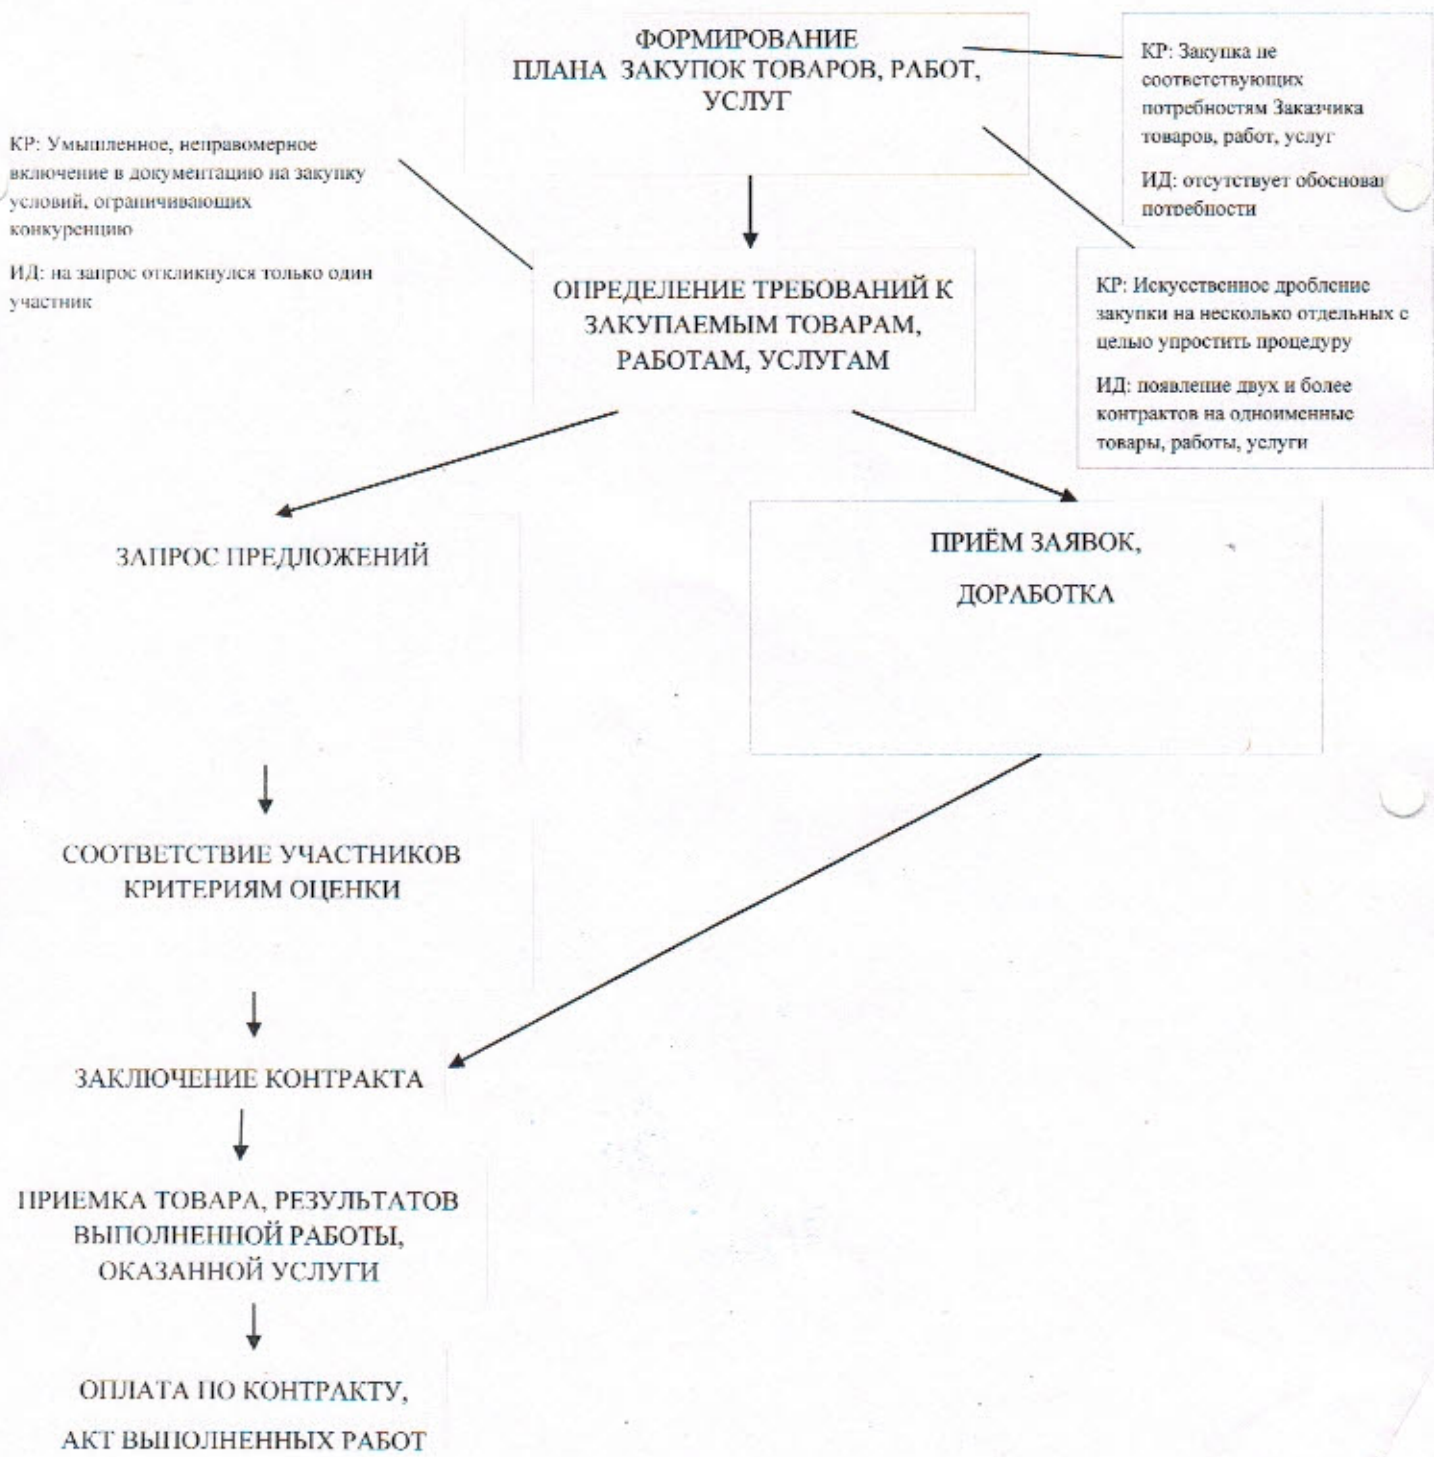 ФОРМИРОВАНИЕ
ПЛАНА ЗАКУПОК ТОВАРОВ, РАБОТ,
УСЛУГ
КР: Закупка не
соответствующих
потребностям Заказчика
товаров, работ, услуг
ИД: отсутствует
потребности
КР: Умышленное, неправомерное
включение в документацию на закупку
условий, ограничивающих
конкуренцию
ИД: на запрос откликнулся только один
участник
ОПРЕДЕЛЕНИЕ ТРЕБОВАНИЙ К
ЗАКУПАЕМЫМ ТОВАРАМ,
РАБОТАМ, УСЛУГАМ
КР: Искусственное дробление
закупки на несколько отдельных с
целью упростить процедуру
ИД: появление двух и более
контрактов на одноименные
товары, работы, услуги
ЗАПРОС ПРЕДЛОЖЕНИЙ
ПРИЁМ ЗАЯВОК,
ДОРАБОТКА
СООТВЕТСТВИЕ УЧАСТНИКОВ
КРИТЕРИЯМ ОЦЕНКИ
ЗАКЛЮЧЕНИЕ КОНТРАКТА
ПРИЕМКА ТОВАРА, РЕЗУЛЬТАТОВ
ВЫПОЛНЕННОЙ РАБОТЫ,
ОКАЗАННОЙ УСЛУГИ
ОПЛАТА ПО КОНТРАКТУ,
АКТ ВЫПОЛНЕННЫХ РАБОТ